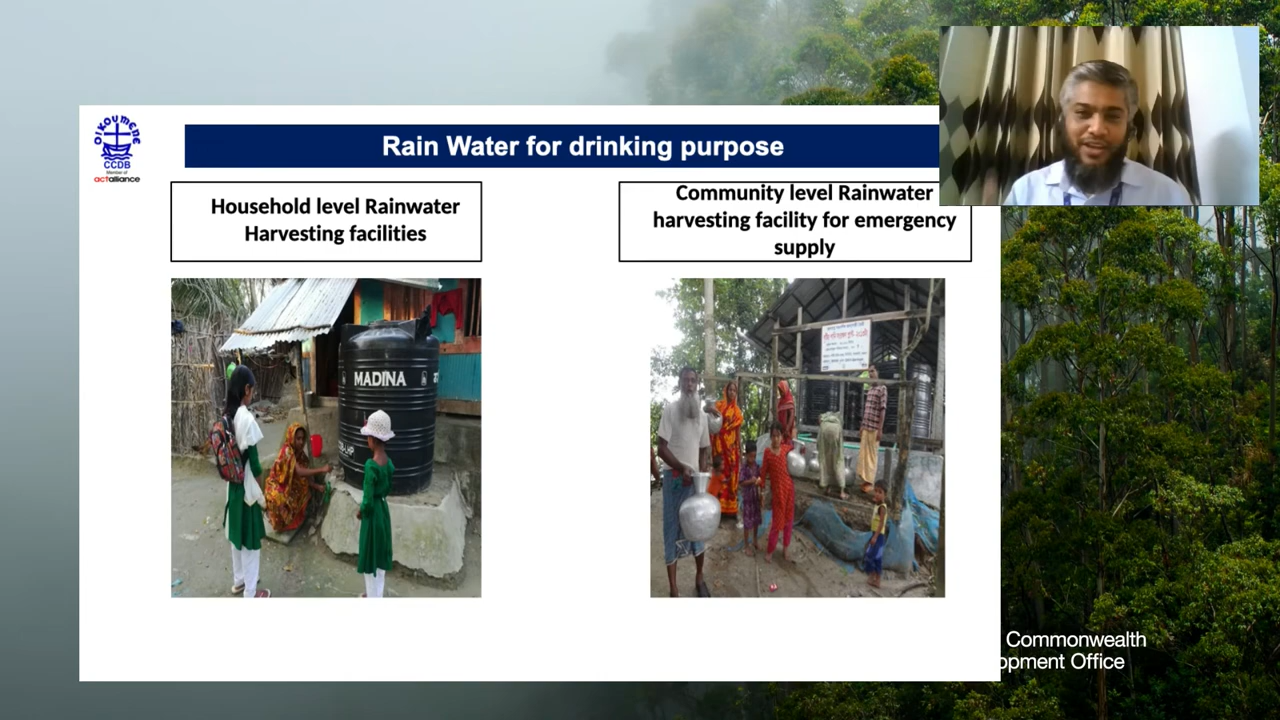 OIKOUMENE
CCDB
Member of
actalliance
Rain Water for drinking purpose
Household level Rainwater
Harvesting facilities
Community level Rainwater
harvesting facility for emergency
supply
MADINA
Commonwealth
opment Office